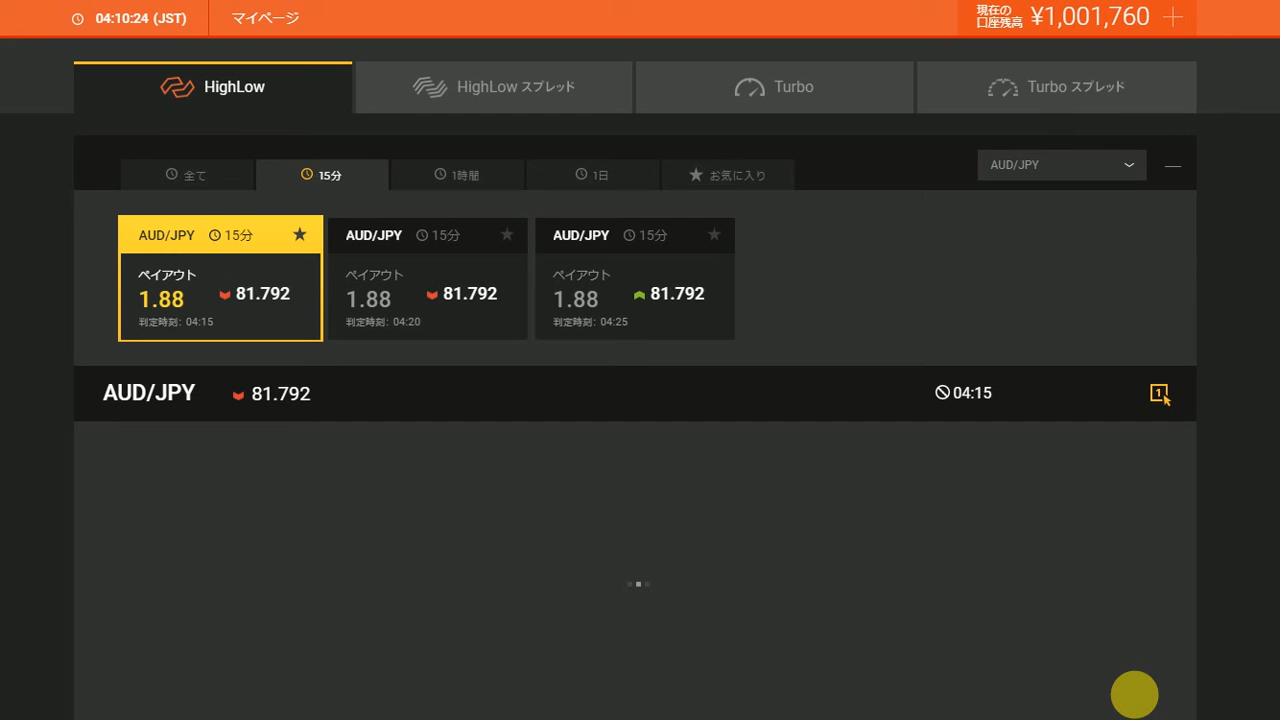 04:10:24 (JST) マイページ 現在の口座残高 ¥1,001,760
HighLow HighLow スプレッド Turbo Turbo スプレッド
全て 15分 1時間 1日 お気に入り AUD/JPY
AUD/JPY 15分 AUD/JPY 15分 AUD/JPY 15分
ペイアウト ペイアウト ペイアウト
1.88 81.792 1.88 81.792 1.88 81.792
判定時刻: 04:15 判定時刻: 04:20 判定時刻: 04:25
AUD/JPY 81.792 04:15 1